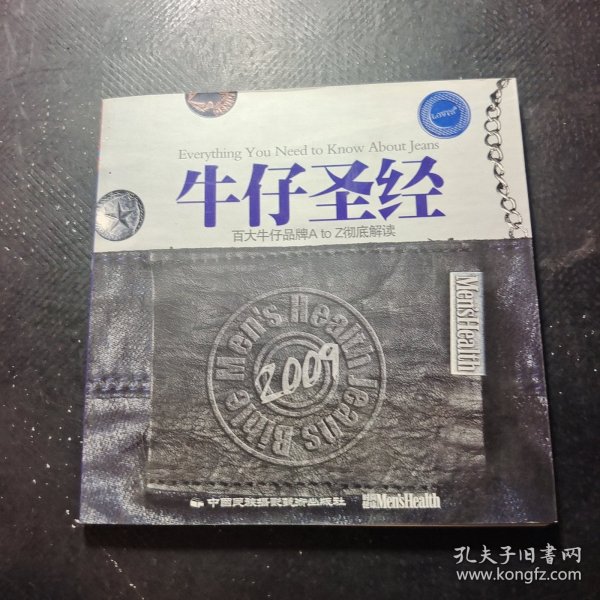 Everything You Need to Know About Jeans
牛仔圣经
百大牛仔品牌A to Z彻底解读
Men'sHealth
Men's Health Jeans Bible
2009
中国民族摄影艺术出版社
Men'sHealth
孔夫子旧书网
www.kongfz.com